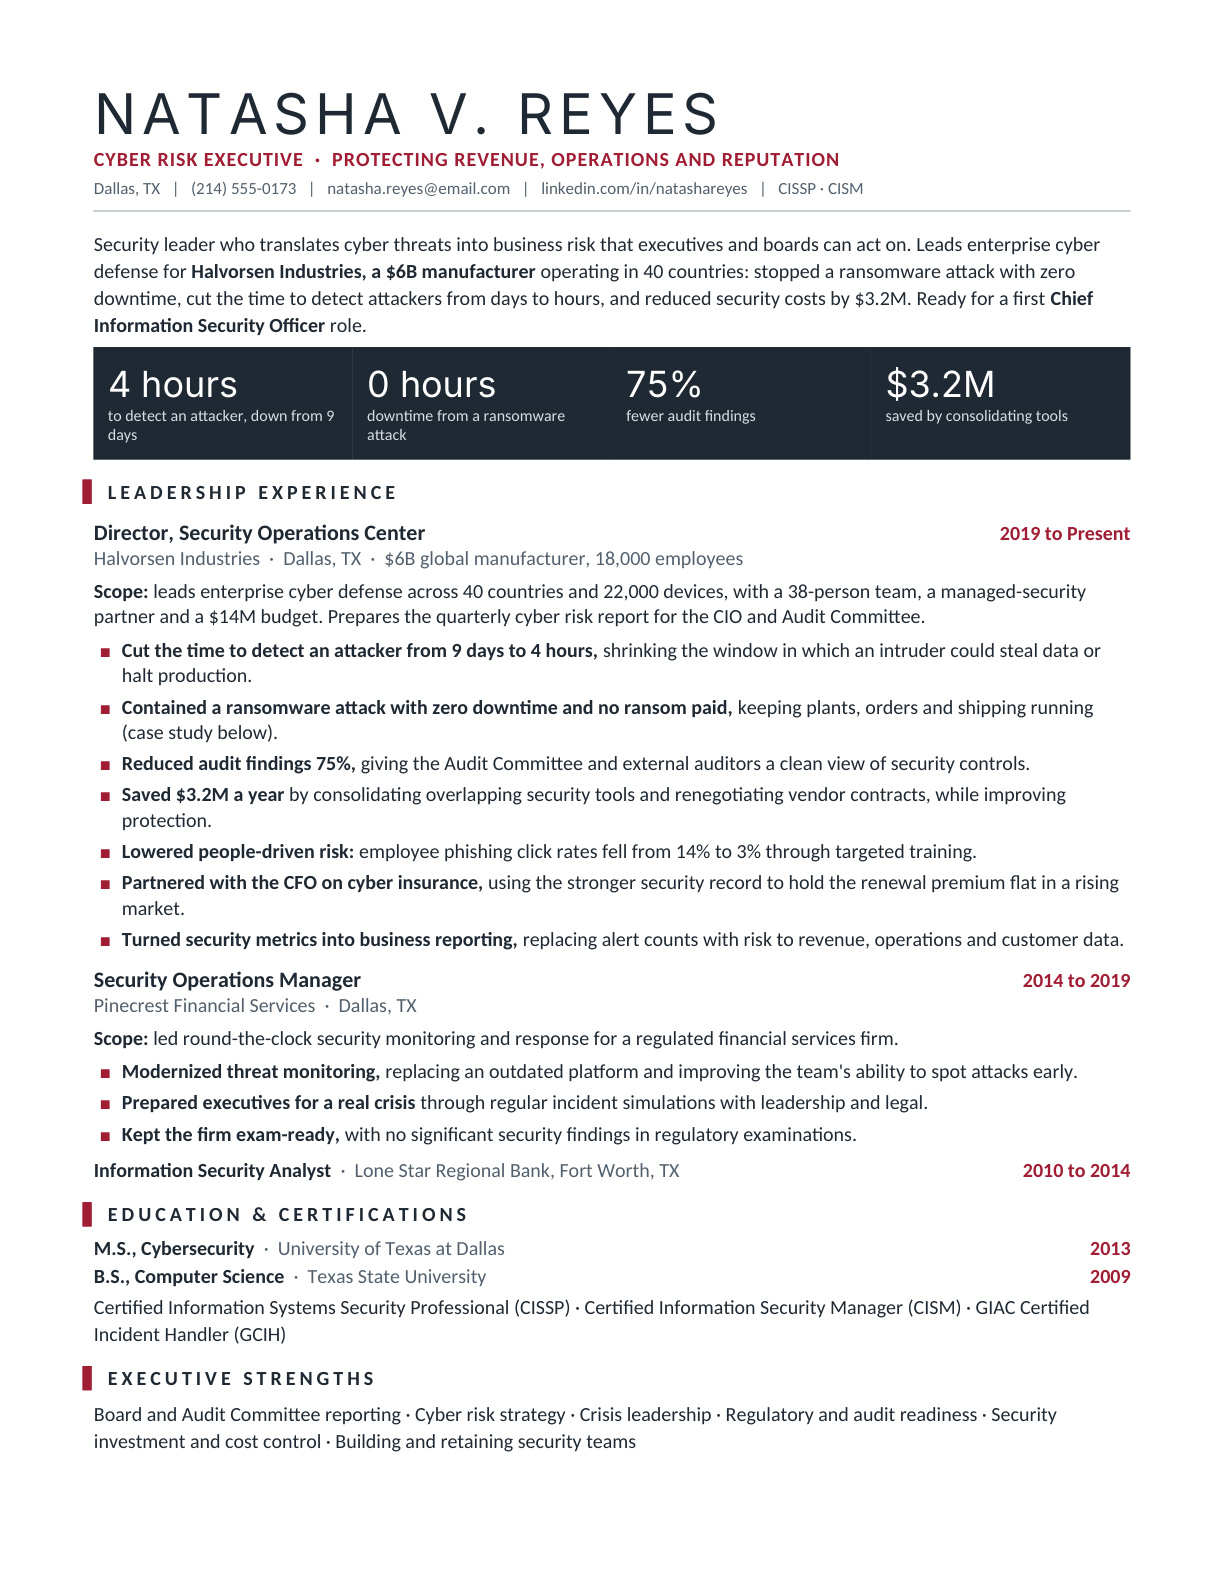 NATASHA V. REYES
CYBER RISK EXECUTIVE · PROTECTING REVENUE, OPERATIONS AND REPUTATION
Dallas, TX | (214) 555-0173 | natasha.reyes@email.com | linkedin.com/in/natashareyes | CISSP · CISM
Security leader who translates cyber threats into business risk that executives and boards can act on. Leads enterprise cyber
defense for Halvorsen Industries, a $6B manufacturer operating in 40 countries: stopped a ransomware attack with zero
downtime, cut the time to detect attackers from days to hours, and reduced security costs by $3.2M. Ready for a first Chief
Information Security Officer role.
4 hours
to detect an attacker, down from 9
days
0 hours
downtime from a ransomware
attack
75%
fewer audit findings
$3.2M
saved by consolidating tools
LEADERSHIP EXPERIENCE
Director, Security Operations Center 2019 to Present
Halvorsen Industries · Dallas, TX · $6B global manufacturer, 18,000 employees
Scope: leads enterprise cyber defense across 40 countries and 22,000 devices, with a 38-person team, a managed-security
partner and a $14M budget. Prepares the quarterly cyber risk report for the CIO and Audit Committee.
■ Cut the time to detect an attacker from 9 days to 4 hours, shrinking the window in which an intruder could steal data or
halt production.
■ Contained a ransomware attack with zero downtime and no ransom paid, keeping plants, orders and shipping running
(case study below).
■ Reduced audit findings 75%, giving the Audit Committee and external auditors a clean view of security controls.
■ Saved $3.2M a year by consolidating overlapping security tools and renegotiating vendor contracts, while improving
protection.
■ Lowered people-driven risk: employee phishing click rates fell from 14% to 3% through targeted training.
■ Partnered with the CFO on cyber insurance, using the stronger security record to hold the renewal premium flat in a rising
market.
■ Turned security metrics into business reporting, replacing alert counts with risk to revenue, operations and customer data.
Security Operations Manager 2014 to 2019
Pinecrest Financial Services · Dallas, TX
Scope: led round-the-clock security monitoring and response for a regulated financial services firm.
■ Modernized threat monitoring, replacing an outdated platform and improving the team's ability to spot attacks early.
■ Prepared executives for a real crisis through regular incident simulations with leadership and legal.
■ Kept the firm exam-ready, with no significant security findings in regulatory examinations.
Information Security Analyst · Lone Star Regional Bank, Fort Worth, TX 2010 to 2014
EDUCATION & CERTIFICATIONS
M.S., Cybersecurity · University of Texas at Dallas 2013
B.S., Computer Science · Texas State University 2009
Certified Information Systems Security Professional (CISSP) · Certified Information Security Manager (CISM) · GIAC Certified
Incident Handler (GCIH)
EXECUTIVE STRENGTHS
Board and Audit Committee reporting · Cyber risk strategy · Crisis leadership · Regulatory and audit readiness · Security
investment and cost control · Building and retaining security teams